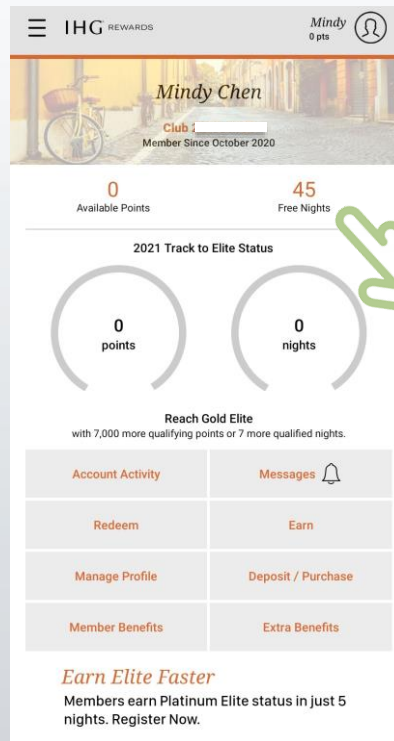 IHG REWARDS
Mindy
0 pts
Mindy Chen
Club
Member Since October 2020
0
Available Points
45
Free Nights
2021 Track to Elite Status
0
points
0
nights
Reach Gold Elite
with 7,000 more qualifying points or 7 more qualified nights.
Account Activity
Messages
Redeem
Earn
Manage Profile
Deposit / Purchase
Member Benefits
Extra Benefits
Earn Elite Faster
Members earn Platinum Elite status in just 5
nights. Register Now.